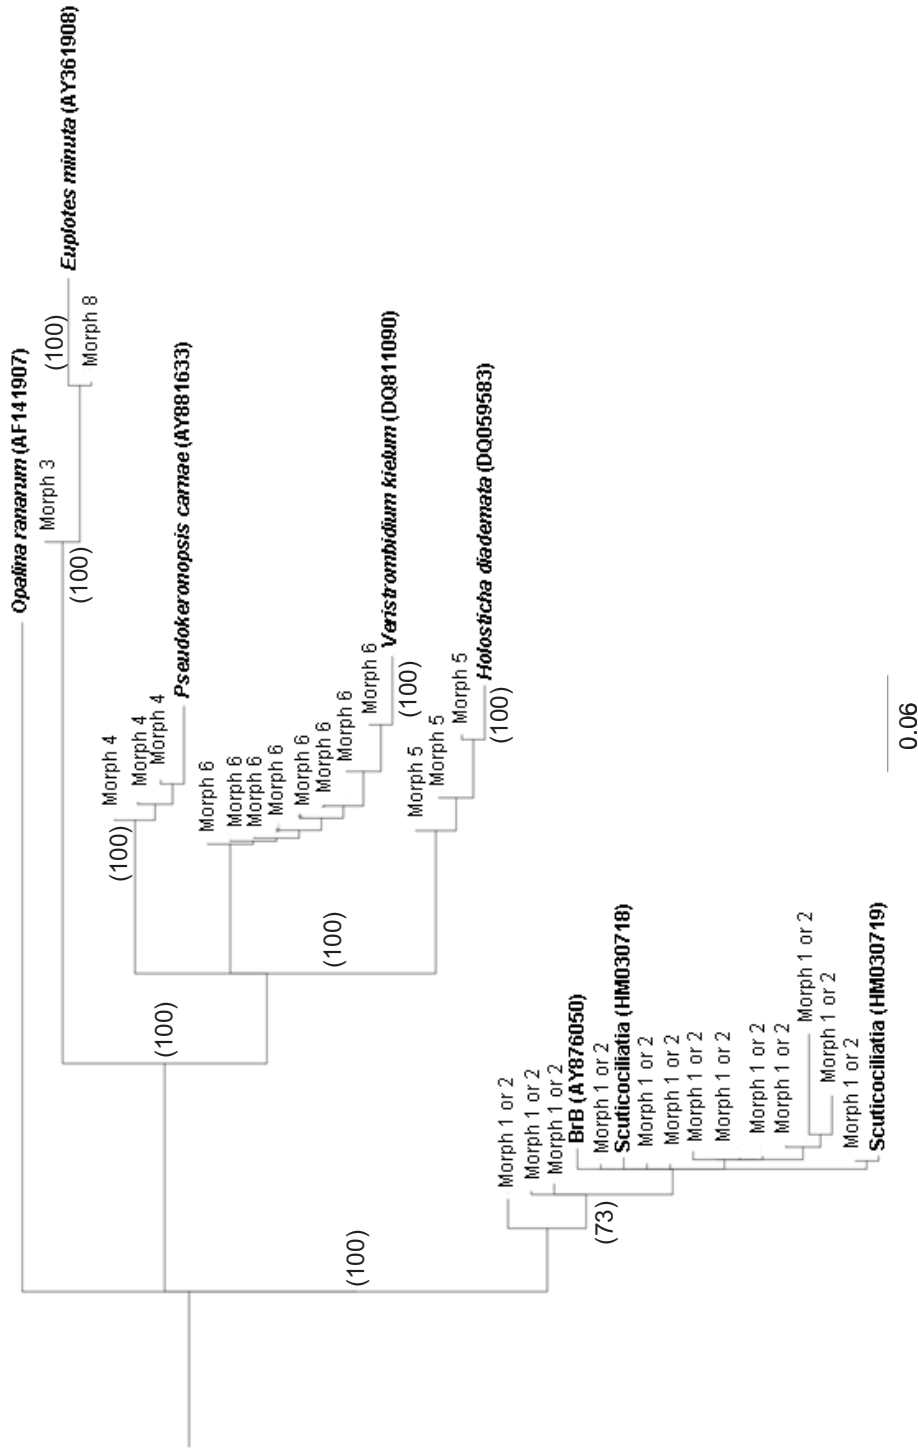 Opalina ranarum (AF141907)
Morph 3
(100)
Euplotes minuta (AY361908)
(100)
Morph 8
(100)
Morph 4
(100)
Morph 4
Morph 4
Pseudokeronopsis carnae (AY881633)
Morph 6
Morph 6
Morph 6
Morph 6
Morph 6
Morph 6
Morph 6
Morph 6
Veristrombidium kielum (DQ811090)
(100)
(100)
Morph 5
Morph 5
Morph 5
Holosticha diademata (DQ059583)
(100)
(100)
Morph 1 or 2
Morph 1 or 2
Morph 1 or 2
BrB (AY876050)
(73)
Morph 1 or 2
Scuticociliatia (HM030718)
Morph 1 or 2
Morph 1 or 2
Morph 1 or 2
Morph 1 or 2
Morph 1 or 2
Morph 1 or 2
Morph 1 or 2
Morph 1 or 2
Morph 1 or 2
Scuticociliatia (HM030719)
0.06